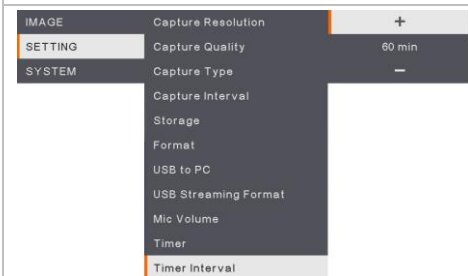 IMAGE
SETTING
SYSTEM
Capture Resolution
Capture Quality
Capture Type
Capture Interval
Storage
Format
USB to PC
USB Streaming Format
Mic Volume
Timer
Timer Interval
+
60 min
−